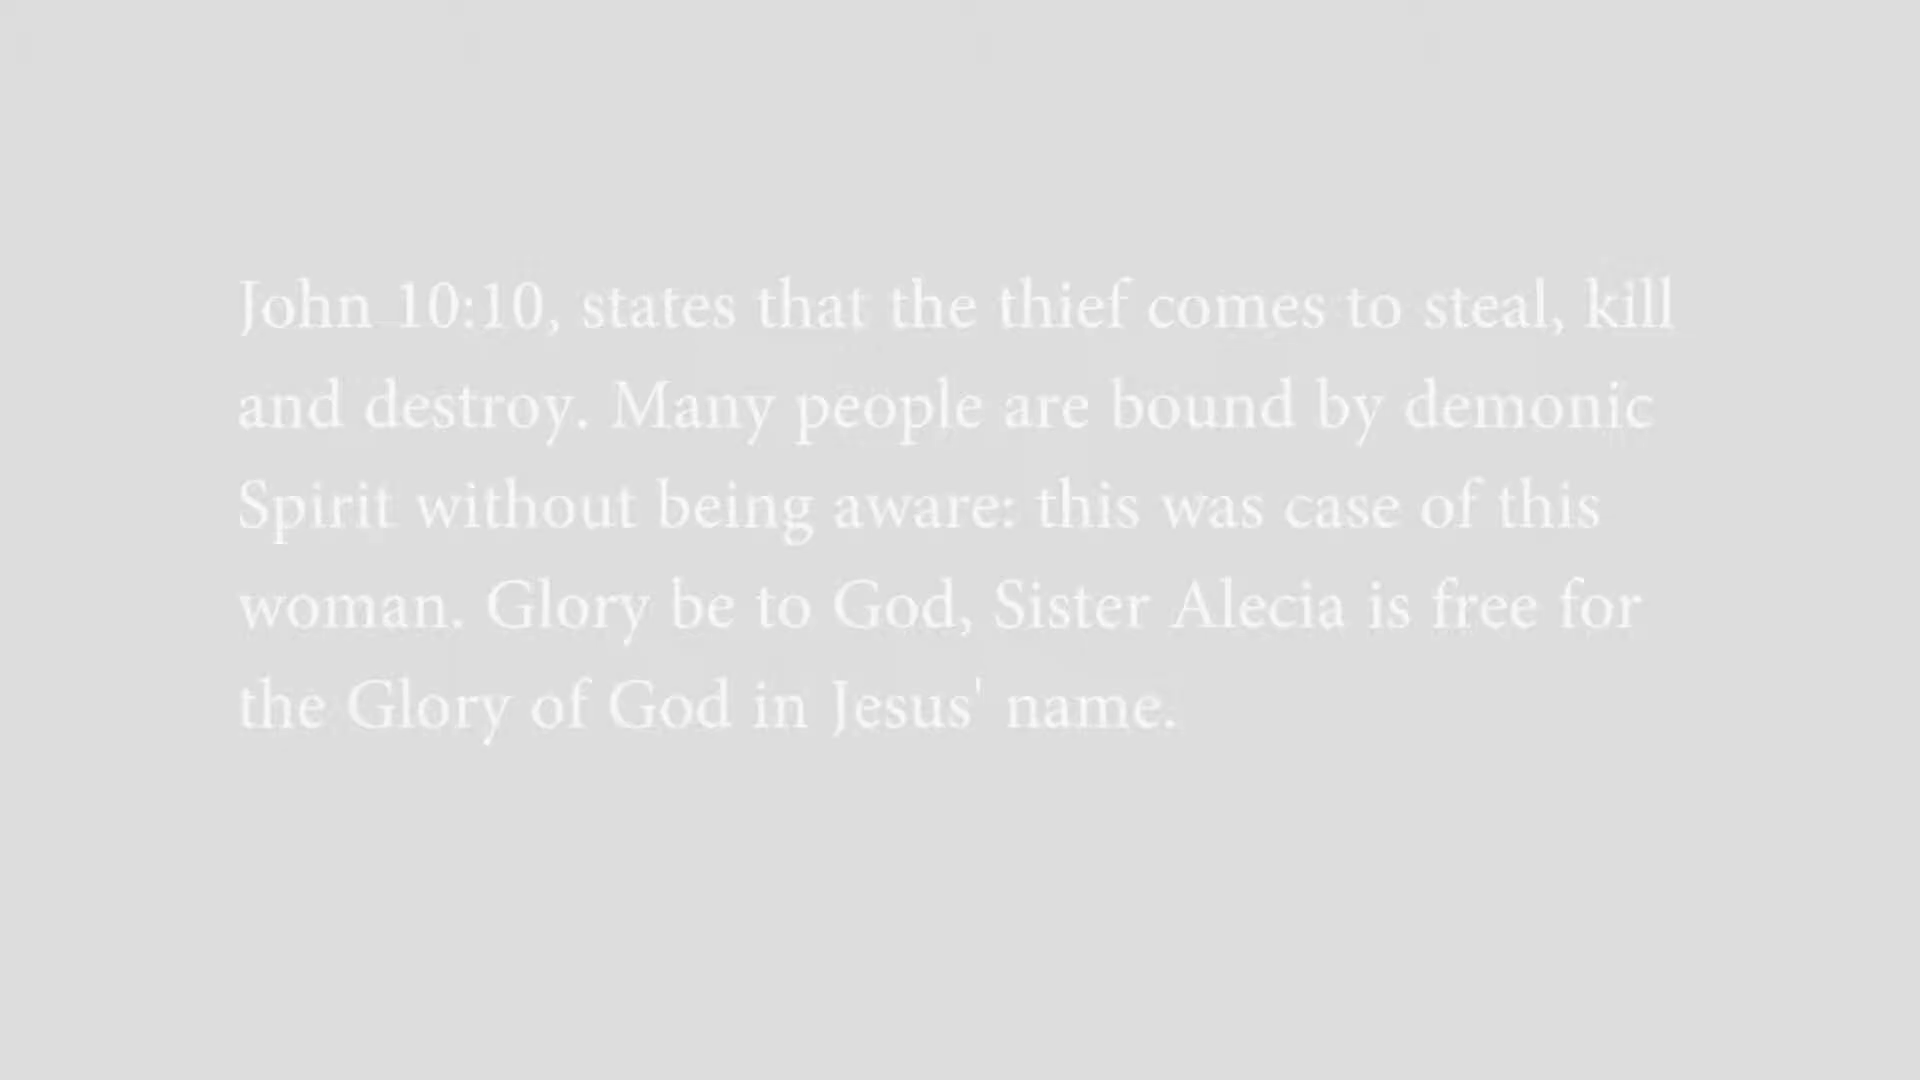 John 10:10, states that the thief comes to steal, kill
and destroy. Many people are bound by demonic
Spirit without being aware: this was case of this
woman. Glory be to God, Sister Alecia is free for
the Glory of God in Jesus' name.